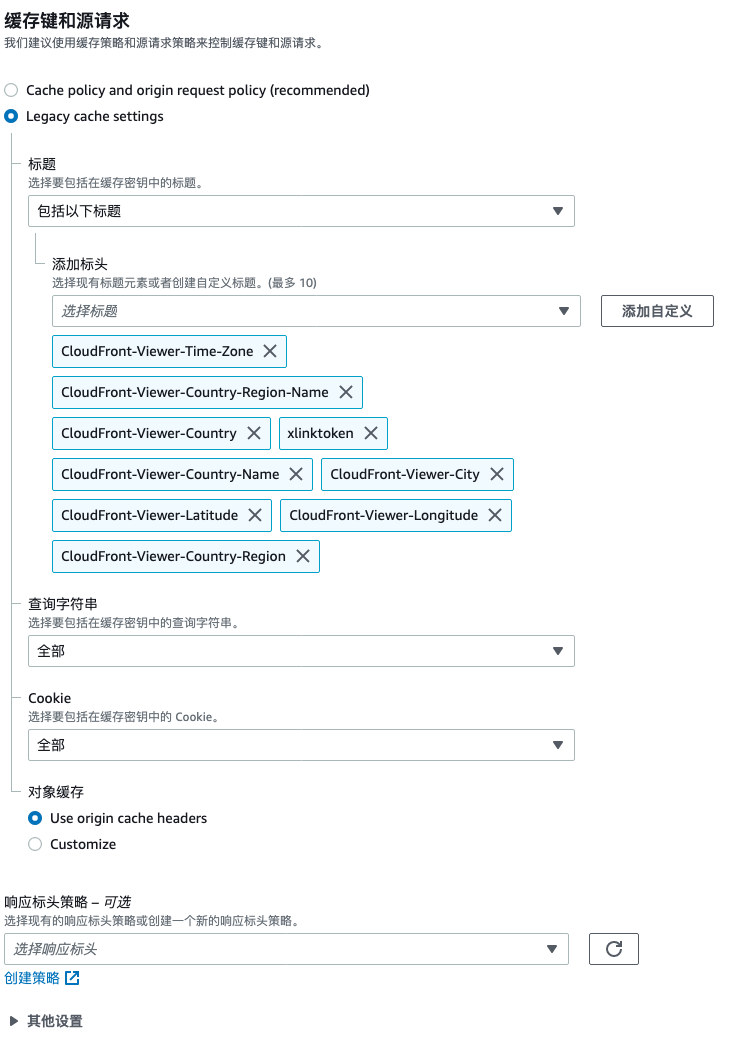 缓存键和源请求
我们建议使用缓存策略和源请求策略来控制缓存键和源请求。
Cache policy and origin request policy (recommended)
Legacy cache settings
标题
选择要包括在缓存密钥中的标题。
包括以下标题
添加标头
选择现有标题元素或者创建自定义标题。(最多 10)
选择标题
添加自定义
CloudFront-Viewer-Time-Zone
CloudFront-Viewer-Country-Region-Name
CloudFront-Viewer-Country xlinktoken
CloudFront-Viewer-Country-Name CloudFront-Viewer-City
CloudFront-Viewer-Latitude CloudFront-Viewer-Longitude
CloudFront-Viewer-Country-Region
查询字符串
选择要包括在缓存密钥中的查询字符串。
全部
Cookie
选择要包括在缓存密钥中的 Cookie。
全部
对象缓存
Use origin cache headers
Customize
响应标头策略 – 可选
选择现有的响应标头策略或创建一个新的响应标头策略。
选择响应标头
创建策略
其他设置